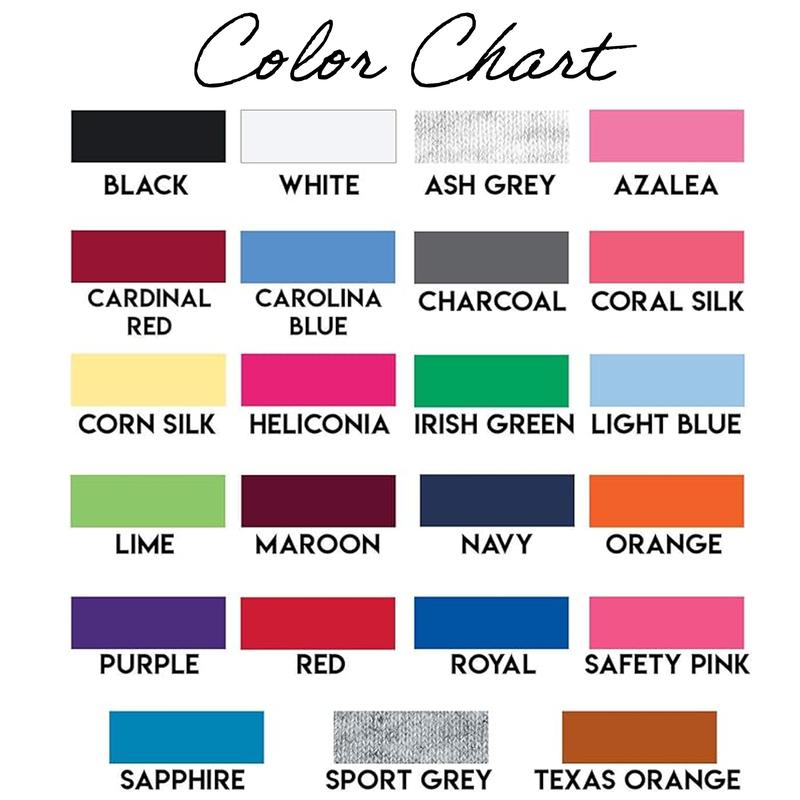 Color Chart
BLACK WHITE ASH GREY AZALEA
CARDINAL RED CAROLINA BLUE CHARCOAL CORAL SILK
CORN SILK HELICONIA IRISH GREEN LIGHT BLUE
LIME MAROON NAVY ORANGE
PURPLE RED ROYAL SAFETY PINK
SAPPHIRE SPORT GREY TEXAS ORANGE